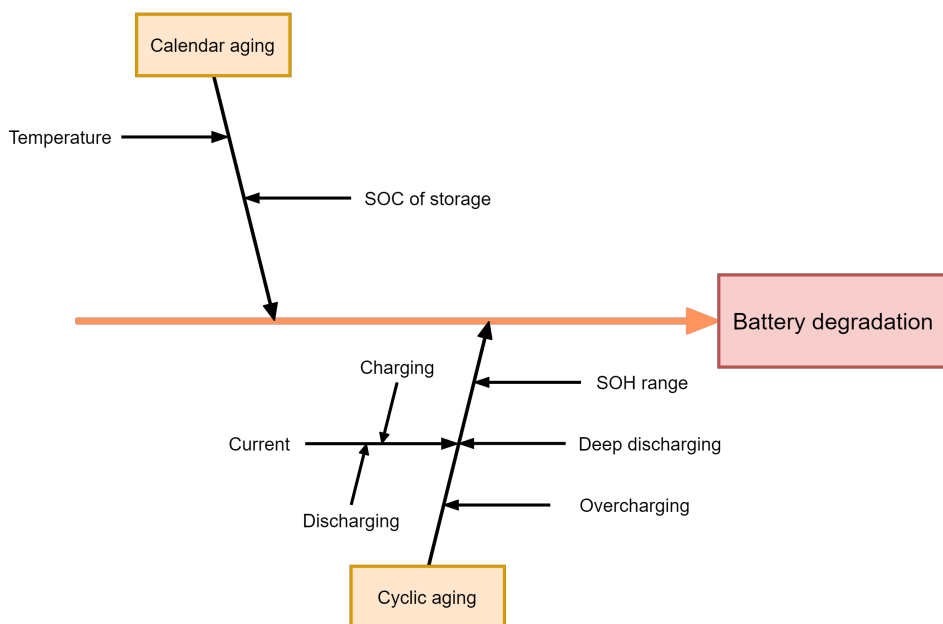 Calendar aging
Temperature
SOC of storage
Battery degradation
Charging
SOH range
Current
Deep discharging
Overcharging
Discharging
Cyclic aging